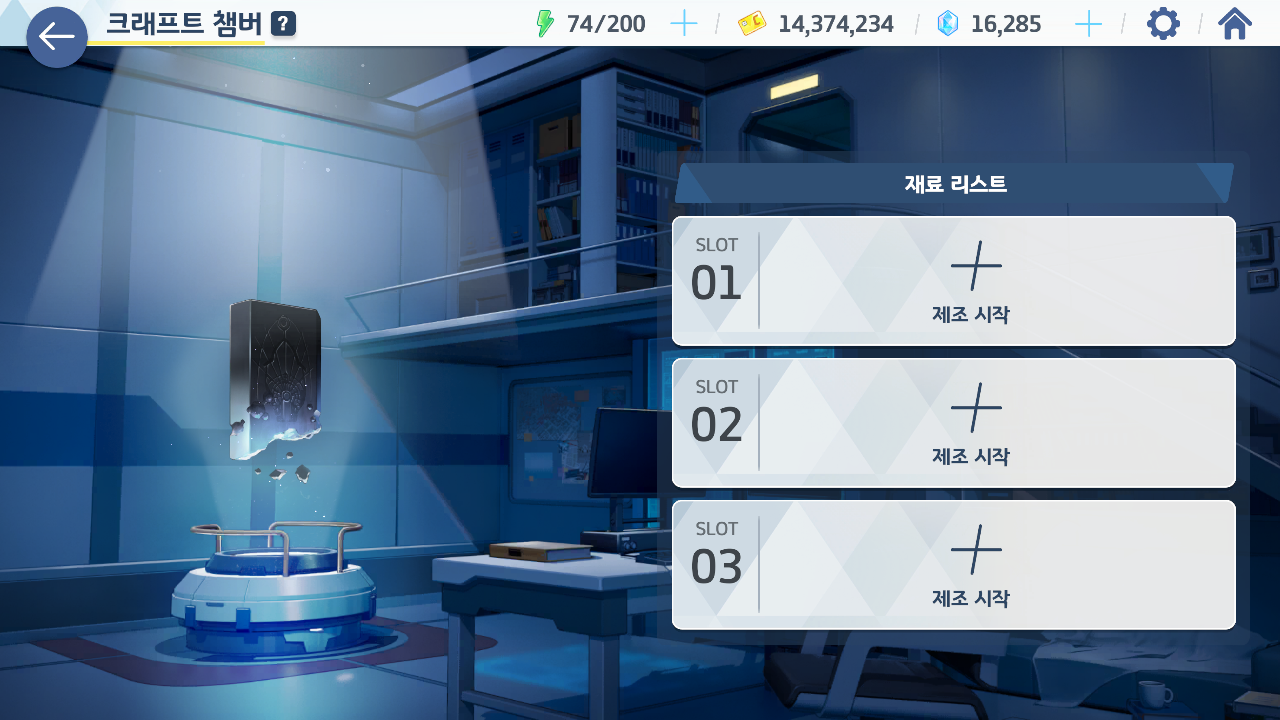 크래프트 챔버 ?
74/200
14,374,234
16,285
재료 리스트
SLOT
01
제조 시작
SLOT
02
제조 시작
SLOT
03
제조 시작